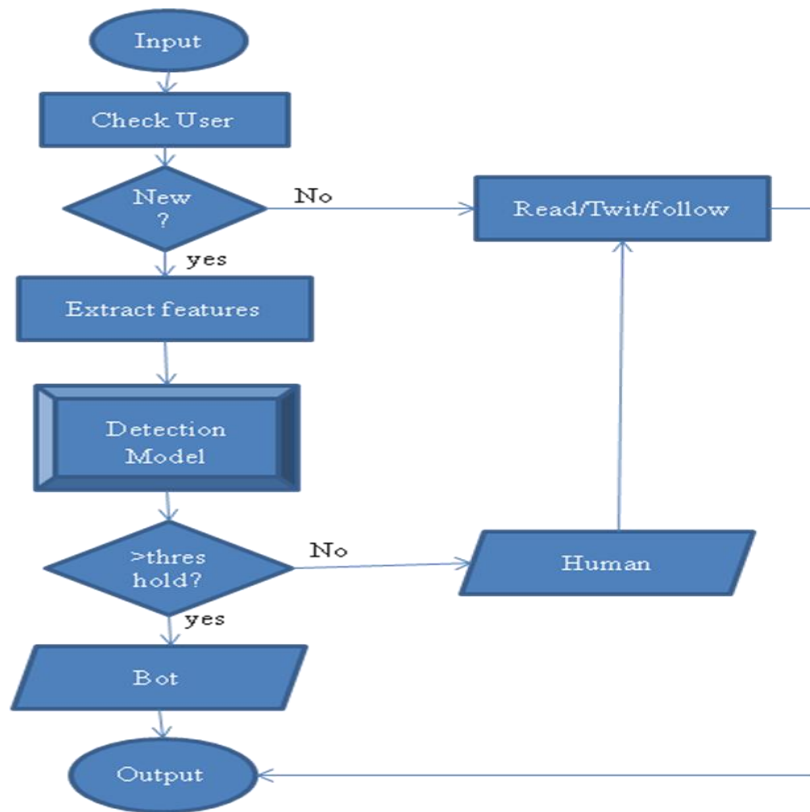 Input
Check User
New
?
No
Read/Twit/follow
yes
Extract features
Detection
Model
>thres
hold?
No
Human
yes
Bot
Output